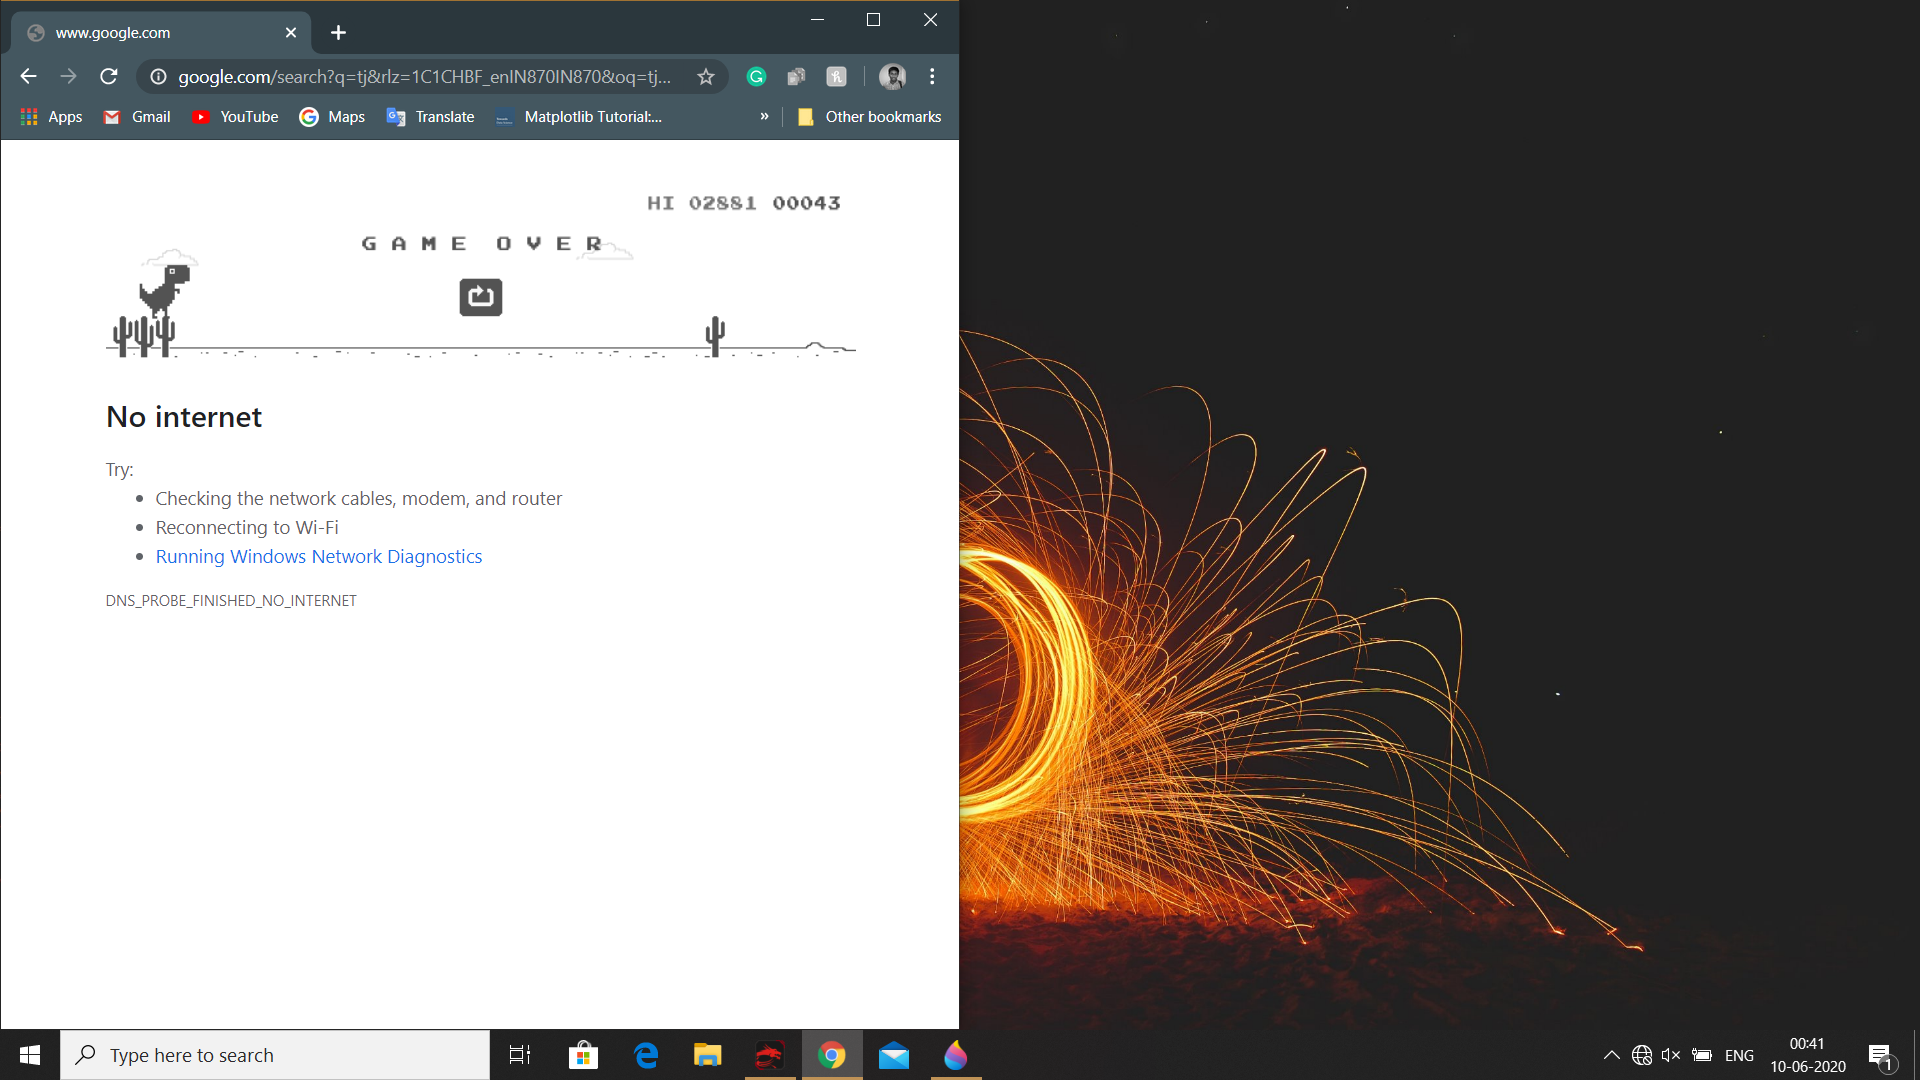 www.google.com
google.com/search?q=tj&rlz=1C1CHBF_enIN870IN870&oq=tj...
Apps Gmail YouTube Maps Translate Matplotlib Tutorial:... » Other bookmarks
HI 02881 00043
GAME OVER
No internet
Try:
• Checking the network cables, modem, and router
• Reconnecting to Wi-Fi
• Running Windows Network Diagnostics
DNS_PROBE_FINISHED_NO_INTERNET
Type here to search
ENG
00:41
10-06-2020
1